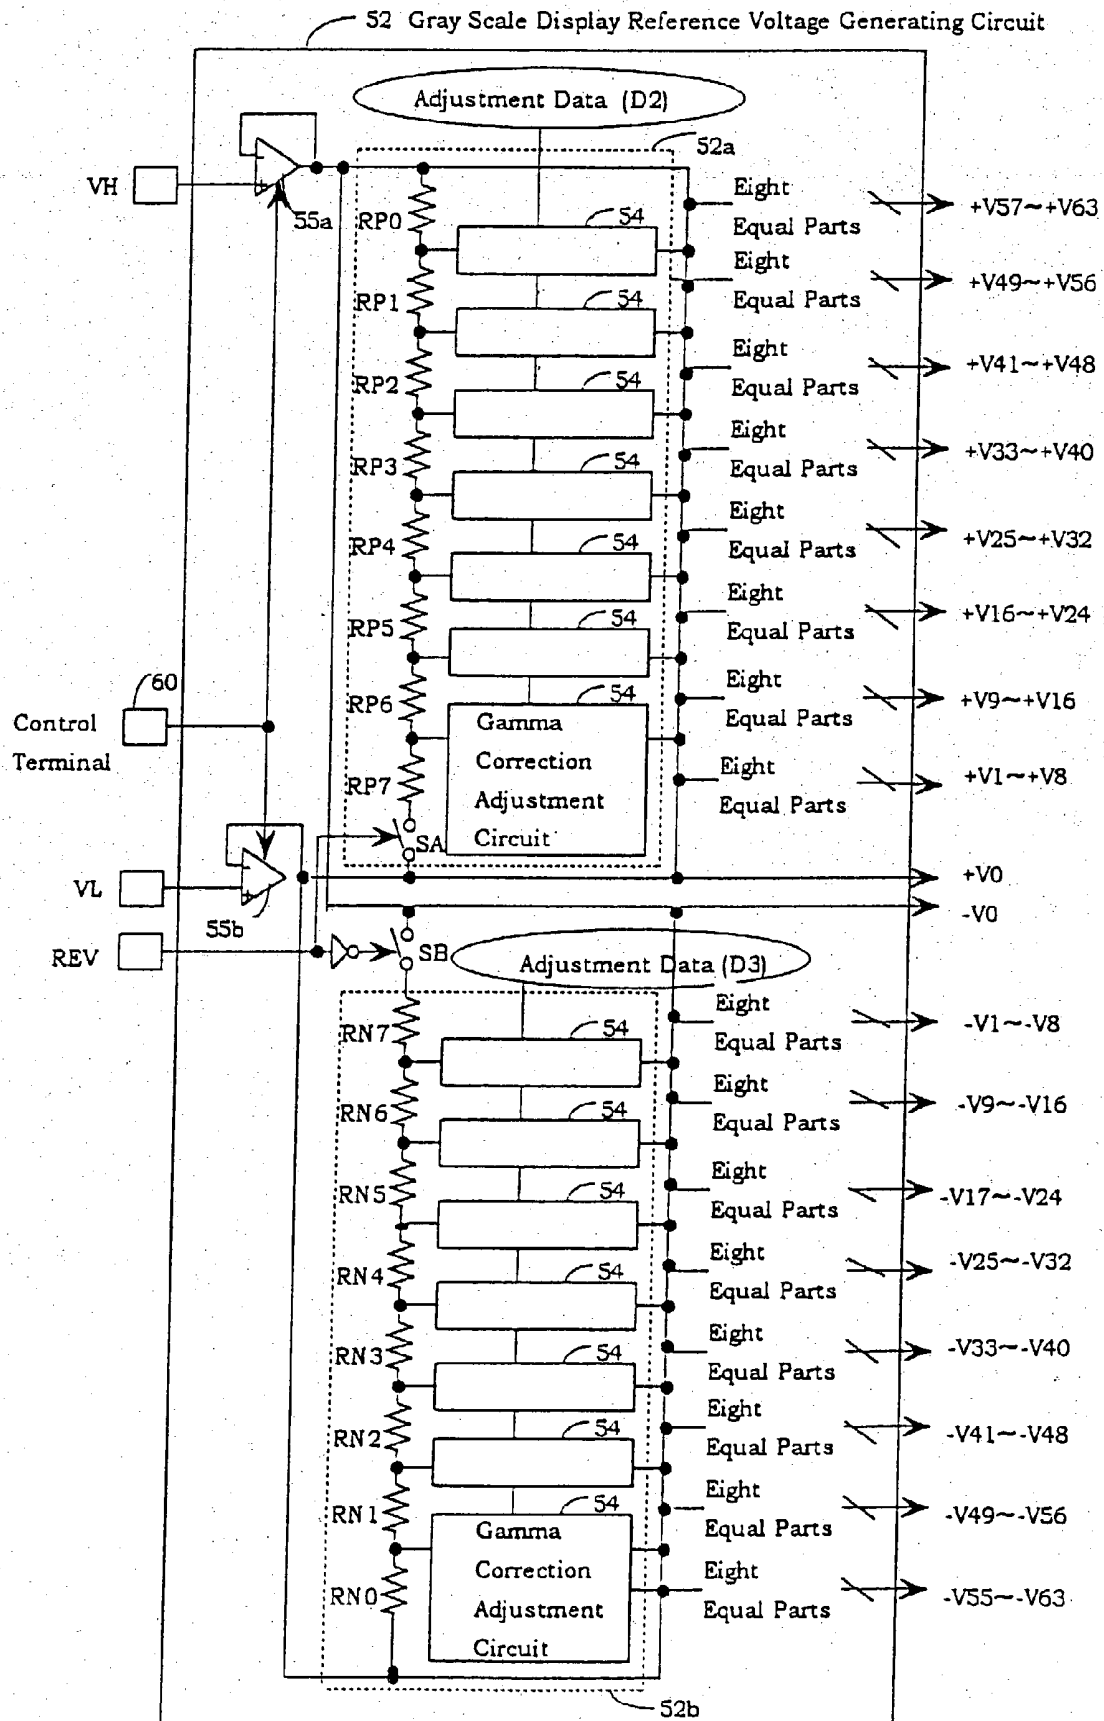 52 Gray Scale Display Reference Voltage Generating Circuit
Adjustment Data (D2)
52a
VH
55a
RP0
54
Eight
Equal Parts
+V57~+V63
RP1
54
Eight
Equal Parts
+V49~+V56
RP2
54
Eight
Equal Parts
+V41~+V48
RP3
54
Eight
Equal Parts
+V33~+V40
RP4
54
Eight
Equal Parts
+V25~+V32
RP5
54
Eight
Equal Parts
+V16~+V24
60
Control
Terminal
RP6
54
Gamma
Correction
Adjustment
Circuit
Eight
Equal Parts
+V9~+V16
RP7
Eight
Equal Parts
+V1~+V8
SA
VL
55b
+V0
-V0
REV
SB
Adjustment Data (D3)
RN7
54
Eight
Equal Parts
-V1~-V8
RN6
54
Eight
Equal Parts
-V9~-V16
RN5
54
Eight
Equal Parts
-V17~-V24
RN4
54
Eight
Equal Parts
-V25~-V32
RN3
54
Eight
Equal Parts
-V33~-V40
RN2
54
Eight
Equal Parts
-V41~-V48
RN1
54
Gamma
Correction
Adjustment
Circuit
Eight
Equal Parts
-V49~-V56
RN0
Eight
Equal Parts
-V55~-V63
52b